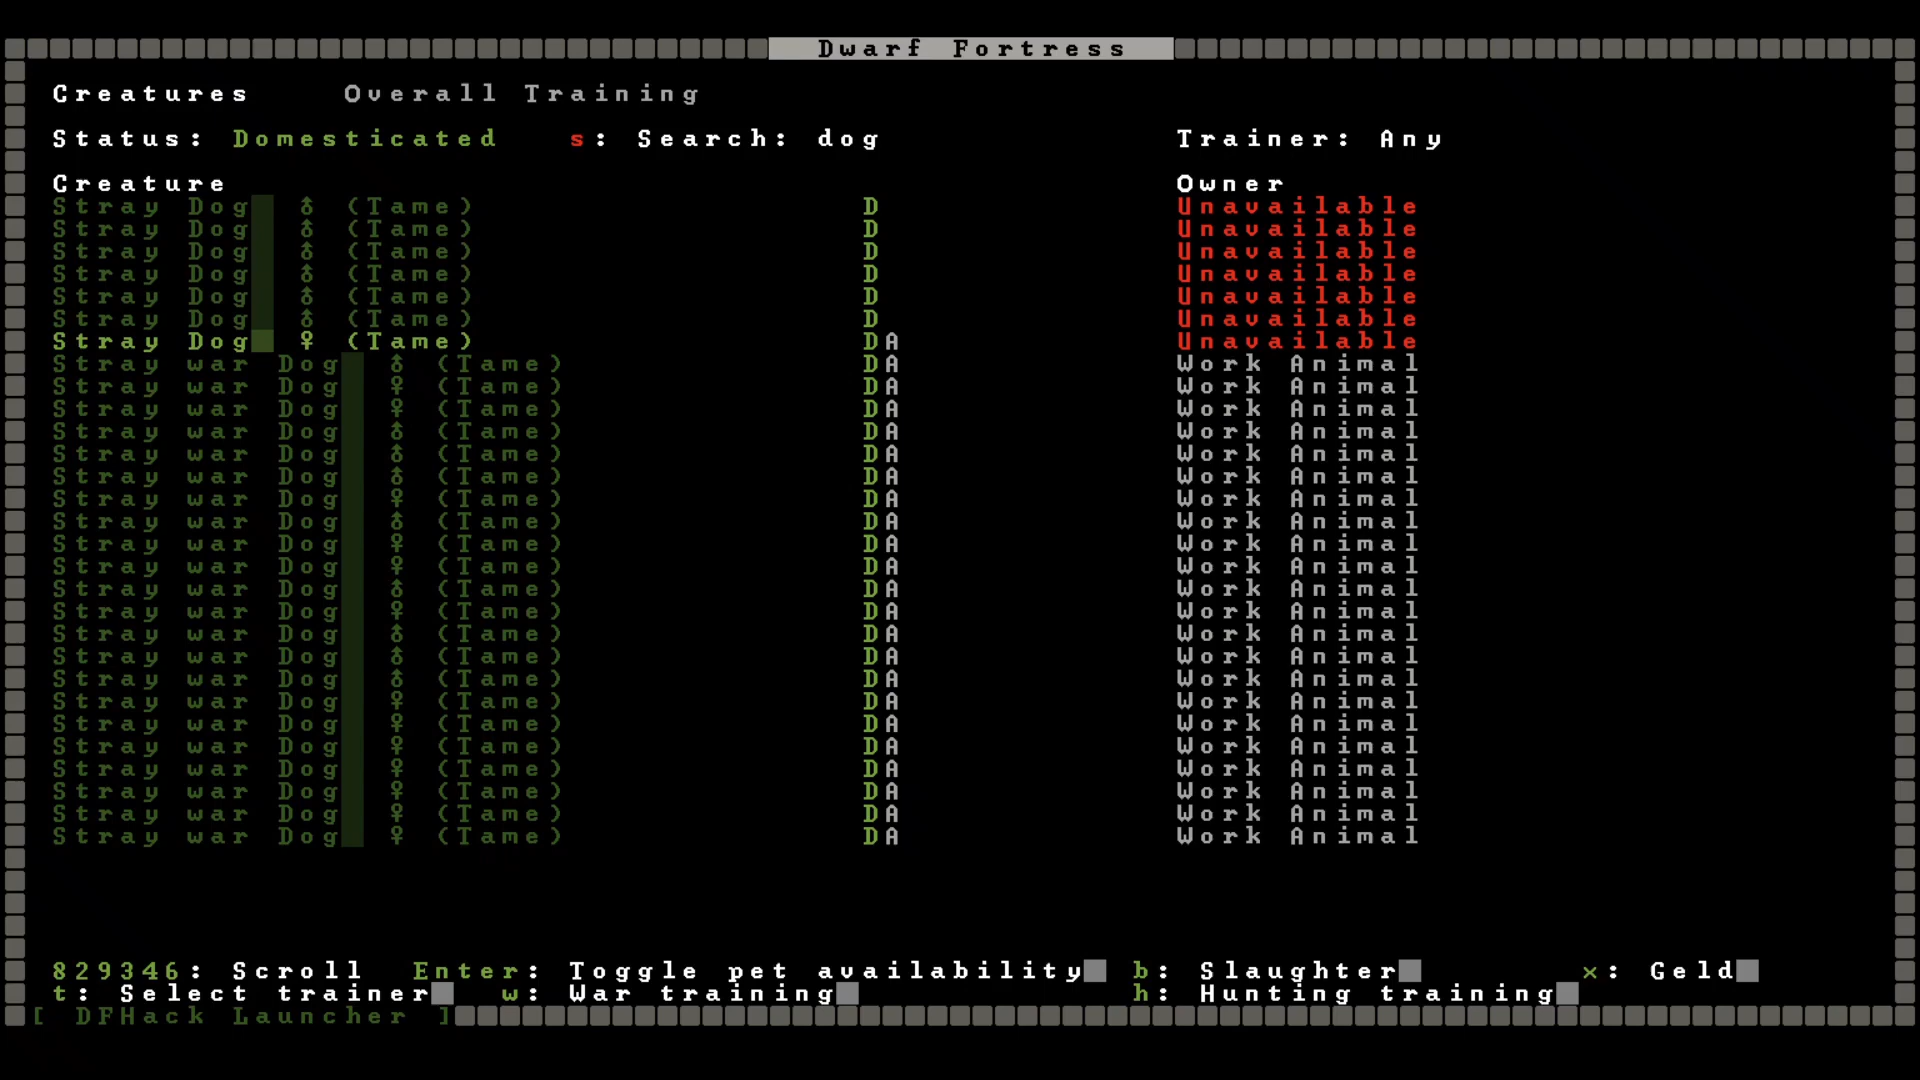 Dwarf Fortress
Creatures Overall Training
Status: Domesticated s: Search: dog Trainer: Any
Creature Owner
Stray Dog ♂ (Tame) D Unavailable
Stray Dog ♂ (Tame) D Unavailable
Stray Dog ♂ (Tame) D Unavailable
Stray Dog ♂ (Tame) D Unavailable
Stray Dog ♂ (Tame) D Unavailable
Stray Dog ♂ (Tame) D Unavailable
Stray Dog ♀ (Tame) DA Unavailable
Stray war Dog ♂ (Tame) DA Work Animal
Stray war Dog ♀ (Tame) DA Work Animal
Stray war Dog ♀ (Tame) DA Work Animal
Stray war Dog ♂ (Tame) DA Work Animal
Stray war Dog ♂ (Tame) DA Work Animal
Stray war Dog ♂ (Tame) DA Work Animal
Stray war Dog ♀ (Tame) DA Work Animal
Stray war Dog ♂ (Tame) DA Work Animal
Stray war Dog ♀ (Tame) DA Work Animal
Stray war Dog ♀ (Tame) DA Work Animal
Stray war Dog ♂ (Tame) DA Work Animal
Stray war Dog ♀ (Tame) DA Work Animal
Stray war Dog ♂ (Tame) DA Work Animal
Stray war Dog ♂ (Tame) DA Work Animal
Stray war Dog ♂ (Tame) DA Work Animal
Stray war Dog ♀ (Tame) DA Work Animal
Stray war Dog ♀ (Tame) DA Work Animal
Stray war Dog ♀ (Tame) DA Work Animal
Stray war Dog ♀ (Tame) DA Work Animal
Stray war Dog ♀ (Tame) DA Work Animal
Stray war Dog ♀ (Tame) DA Work Animal
Stray war Dog ♀ (Tame) DA Work Animal
829346: Scroll Enter: Toggle pet availability b: Slaughter x: Geld
t: Select trainer w: War training h: Hunting training
[ DFHack Launcher ]